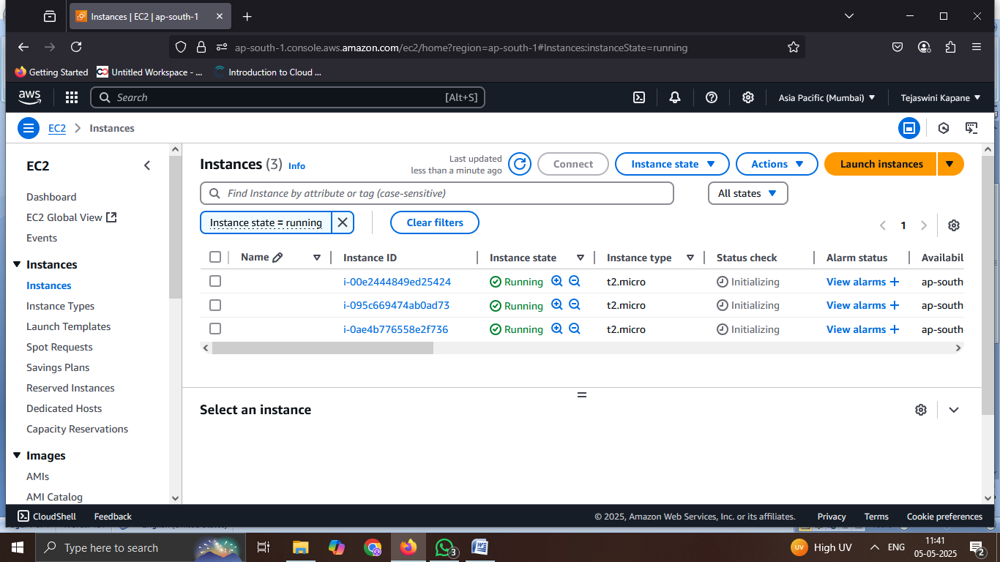 Instances | EC2 | ap-south-1
ap-south-1.console.aws.amazon.com/ec2/home?region=ap-south-1#Instances:instanceState=running
Getting Started Untitled Workspace - ... Introduction to Cloud ...
aws Search [Alt+S] Asia Pacific (Mumbai) Tejaswini Kapane
EC2 Instances
EC2
Dashboard
EC2 Global View
Events
Instances
Instances
Instance Types
Launch Templates
Spot Requests
Savings Plans
Reserved Instances
Dedicated Hosts
Capacity Reservations
Images
AMIs
AMI Catalog
Instances (3) Info
Last updated
less than a minute ago
Connect Instance state Actions Launch instances
Find Instance by attribute or tag (case-sensitive) All states
Instance state = running Clear filters 1
Name Instance ID Instance state Instance type Status check Alarm status Availabil
i-00e2444849ed25424 Running t2.micro Initializing View alarms + ap-south-
i-095c669474ab0ad73 Running t2.micro Initializing View alarms + ap-south-
i-0ae4b776558e2f736 Running t2.micro Initializing View alarms + ap-south-
Select an instance
CloudShell Feedback © 2025, Amazon Web Services, Inc. or its affiliates. Privacy Terms Cookie preferences
Type here to search 3 UV High UV ENG 11:41
05-05-2025 2